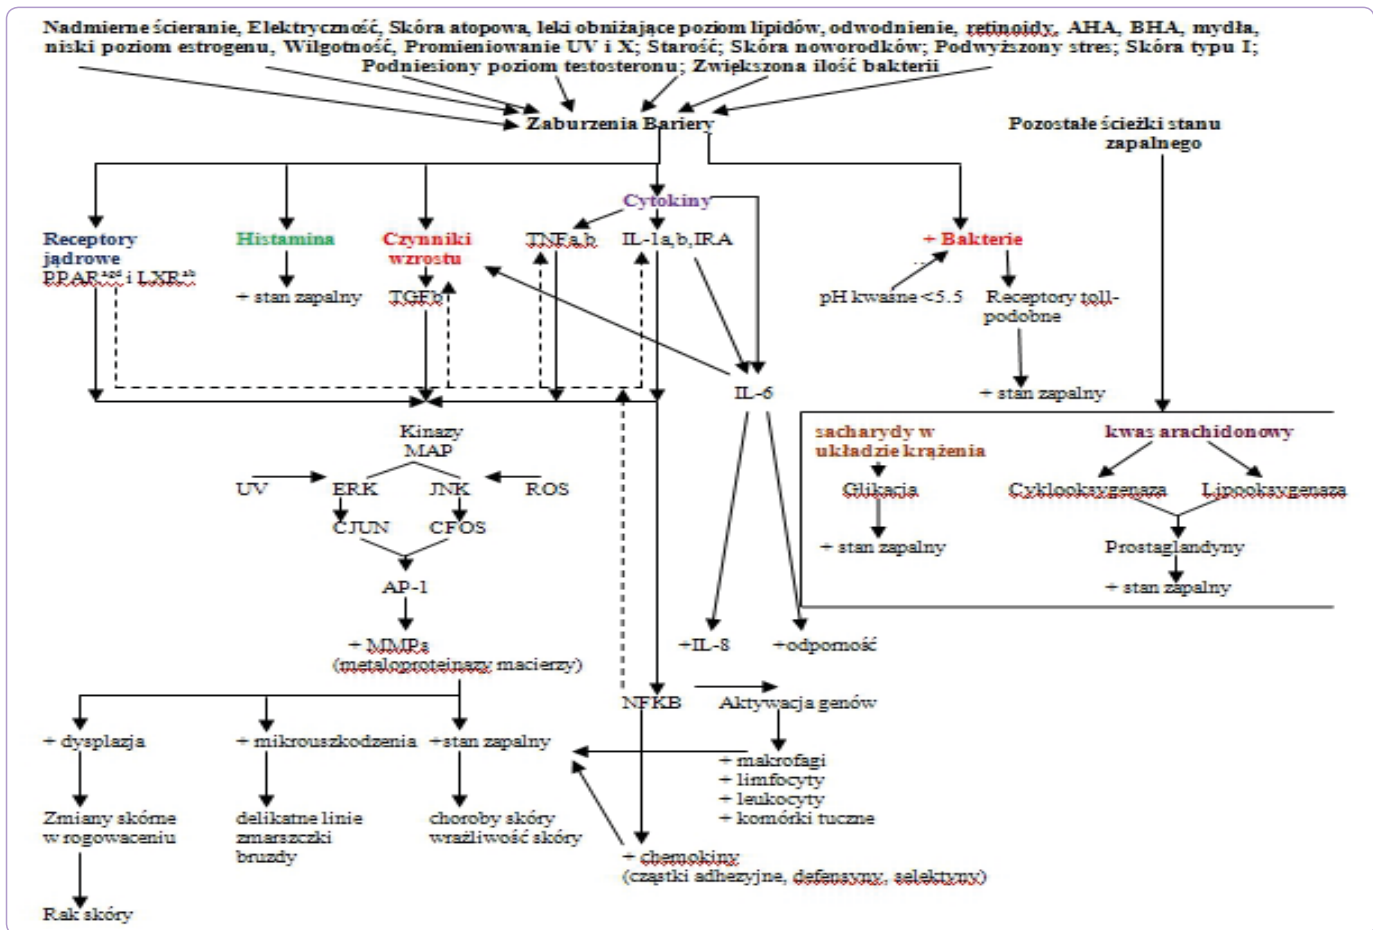 Nadmierne ścieranie, Elektryczność, Skóra atopowa, leki obniżające poziom lipidów, odwodnienie, retinoidy, AHA, BHA, mydła,
niski poziom estrogenu, Wilgotność, Promieniowanie UV i X; Starość; Skóra noworodków; Podwyższony stres; Skóra typu I;
Podniesiony poziom testosteronu; Zwiększona ilość bakterii
Zaburzenia Bariery
Pozostałe ścieżki stanu
zapalnego
Cytokiny
Receptory
jądrowe
PPAR i LXR
Histamina
+ stan zapalny
Czynniki
wzrostu
TGFb
TNFa,b
IL-1a,b,IRA
+ Bakterie
...
pH kwaśne <5.5
Receptory toll-
podobne
+ stan zapalny
IL-6
Kinazy
MAP
UV
ERK
JNK
ROS
CJUN
CFOS
AP-1
+ MMPs
(metaloproteinazy macierzy)
sacharydy w
układzie krążenia
Glikacja
+ stan zapalny
kwas arachidonowy
Cyklooksygenaza
Lipooksygenaza
Prostaglandyny
+ stan zapalny
+IL-8
+odporność
NFKB
Aktywacja genów
+ dysplazja
+ mikrouszkodzenia
+stan zapalny
+ makrofagi
+ limfocyty
+ leukocyty
+ komórki tuczne
Zmiany skórne
w rogowaceniu
delikatne linie
zmarszczki
bruzdy
choroby skóry
wrażliwość skóry
+ chemokiny
(cząstki adhezyjne, defensyny, selektyny)
Rak skóry